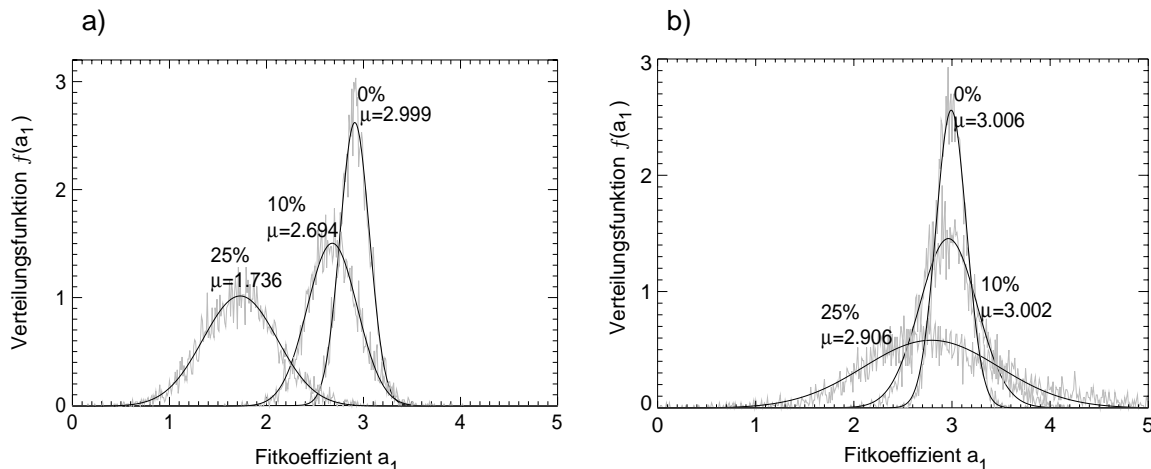 a)
Verteilungsfunktion f(a₁)
3
2
1
0
0%
μ=2.999
10%
μ=2.694
25%
μ=1.736
0 1 2 3 4 5
Fitkoeffizient a₁
b)
Verteilungsfunktion f(a₁)
3
2
1
0
0%
μ=3.006
10%
μ=3.002
25%
μ=2.906
0 1 2 3 4 5
Fitkoeffizient a₁